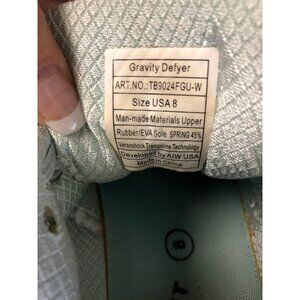 Gravity Defyer
ART.NO.:TB9024FGU-W
Size USA 8
Man-made Materials Upper
Rubber/EVA Sole SPRING 45%
Versoshock Trampoline Technology
Developed by AIW USA
Made in China
8